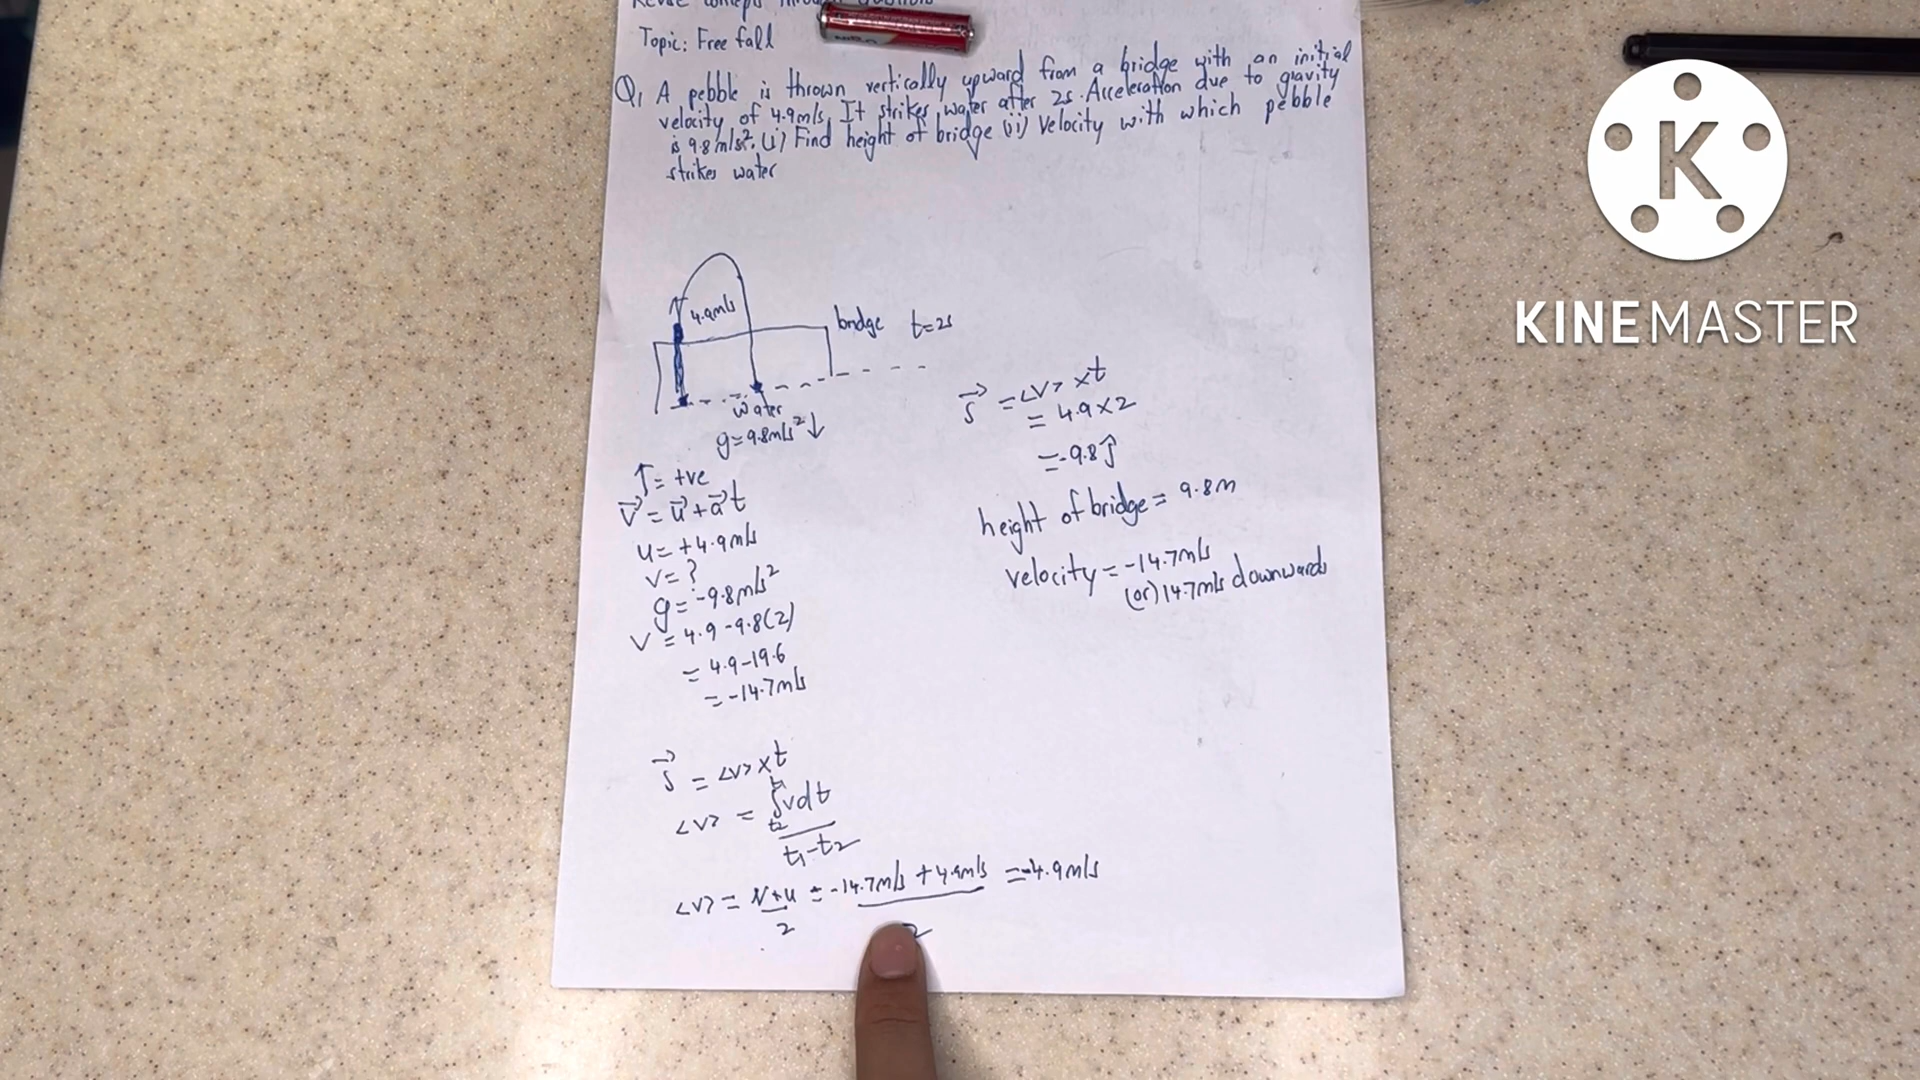 Topic: Free fall
Q1 A pebble is thrown vertically upward from a bridge with an initial
velocity of 4.9m/s. It strikes water after 2s. Acceleration due to gravity
is 9.8m/s². (i) Find height of bridge (ii) Velocity with which pebble
strikes water
4.9m/s
bridge t=2s
water
g=9.8m/s² ↓
↑ = +ve
v⃗ = u⃗ + a⃗t
u = +4.9m/s
v = ?
g = -9.8m/s²
v = 4.9 - 9.8(2)
= 4.9 - 19.6
= -14.7m/s
s⃗ = <v> × t
<v> = ∫vdt
t1-t2
<v> = v+u = -14.7m/s + 4.9m/s = -4.9m/s
2 2
s⃗ = <v> × t
= 4.9 × 2
= -9.8
height of bridge = 9.8m
velocity = -14.7m/s
(or) 14.7m/s downwards
K
KINEMASTER